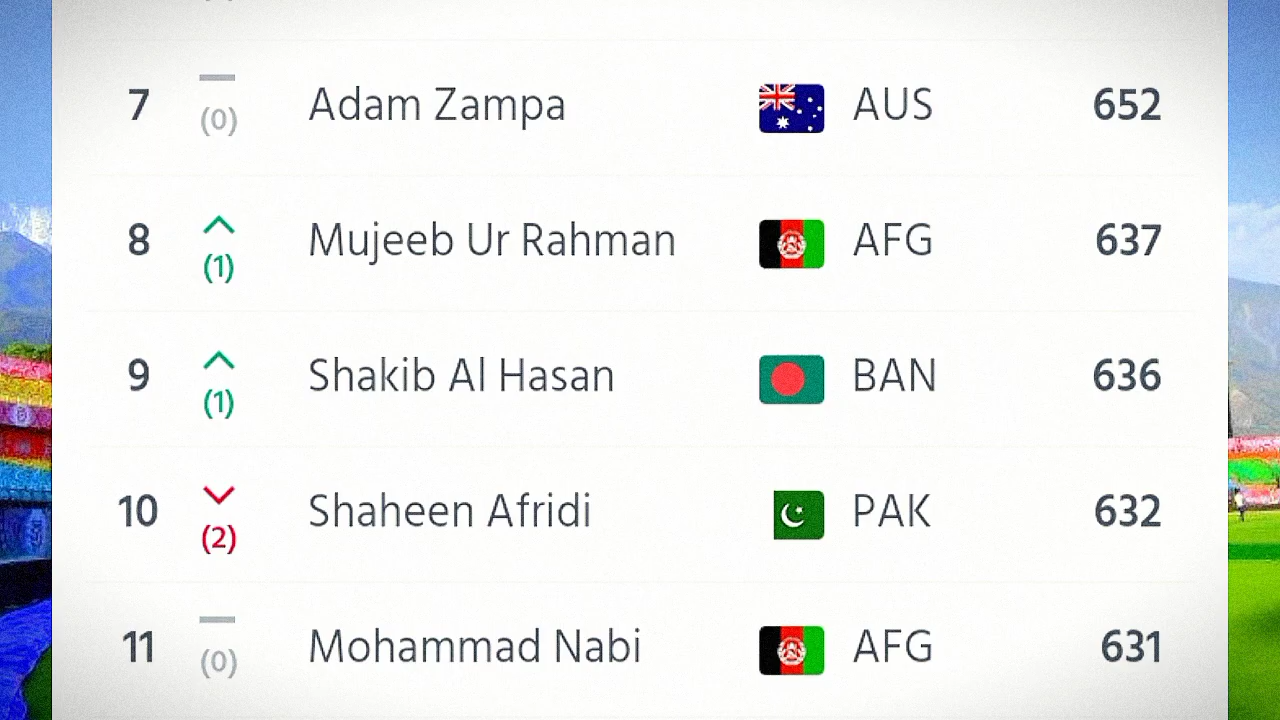 7 (0) Adam Zampa AUS 652
8 (1) Mujeeb Ur Rahman AFG 637
9 (1) Shakib Al Hasan BAN 636
10 (2) Shaheen Afridi PAK 632
11 (0) Mohammad Nabi AFG 631